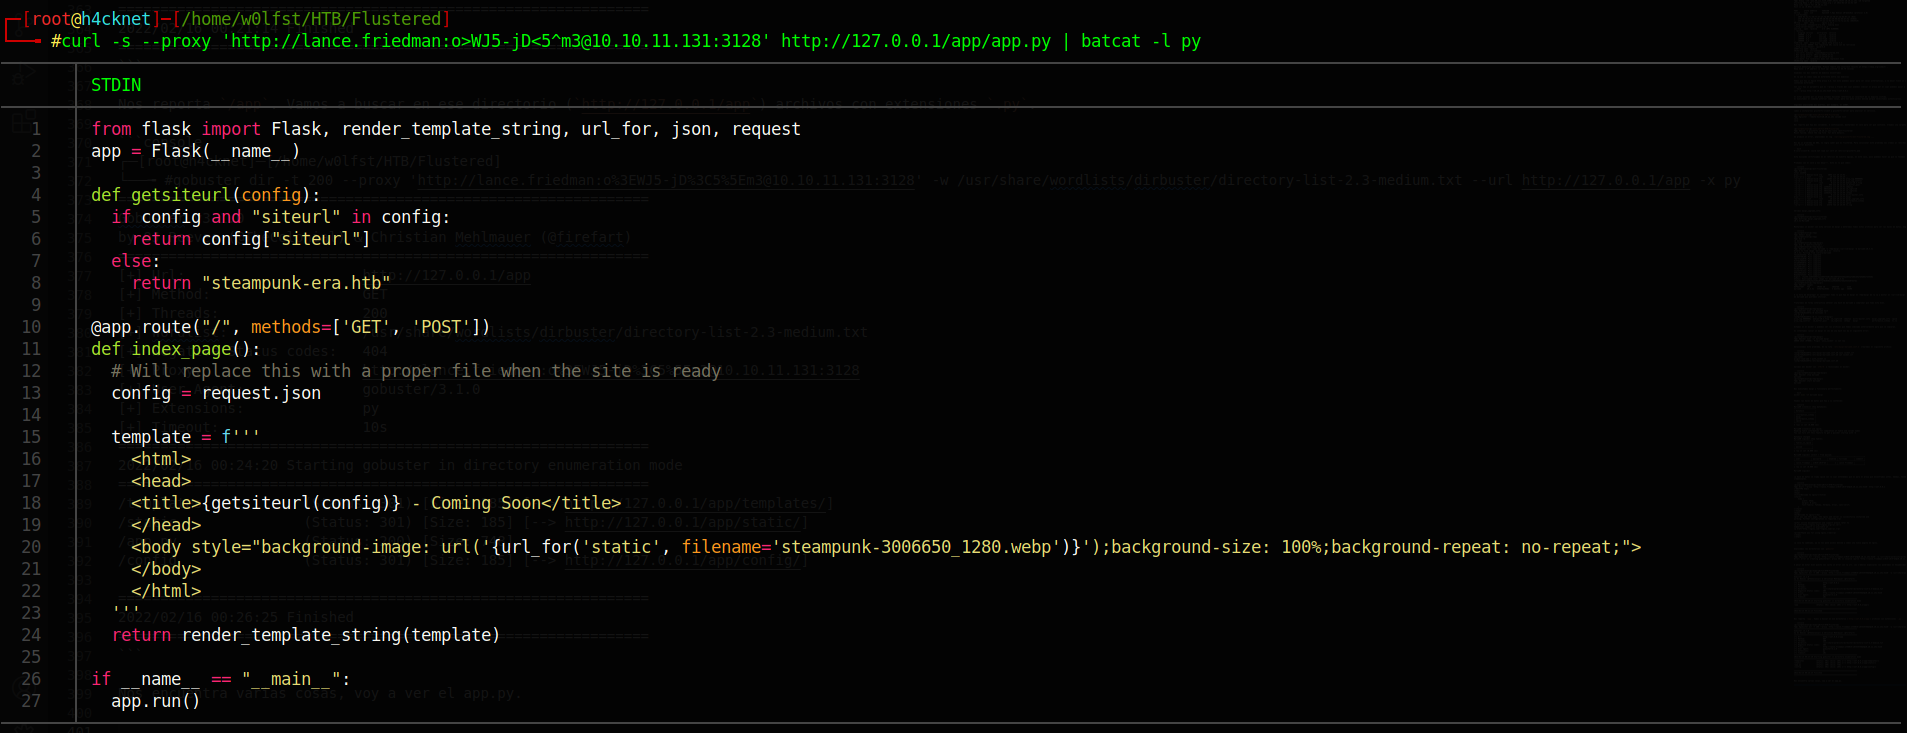 [root@h4cknet]─[/home/w0lfst/HTB/Flustered]
#curl -s --proxy 'http://lance.friedman:o>WJ5-jD<5^m3@10.10.11.131:3128' http://127.0.0.1/app/app.py | batcat -l py
STDIN
1 from flask import Flask, render_template_string, url_for, json, request
2 app = Flask(__name__)
3
4 def getsiteurl(config):
5   if config and "siteurl" in config:
6     return config["siteurl"]
7   else:
8     return "steampunk-era.htb"
9
10 @app.route("/", methods=['GET', 'POST'])
11 def index_page():
12   # Will replace this with a proper file when the site is ready
13   config = request.json
14
15   template = f'''
16     <html>
17     <head>
18     <title>{getsiteurl(config)} - Coming Soon</title>
19     </head>
20     <body style="background-image: url('{url_for('static', filename='steampunk-3006650_1280.webp')}');background-size: 100%;background-repeat: no-repeat;">
21     </body>
22     </html>
23   '''
24   return render_template_string(template)
25
26 if __name__ == "__main__":
27   app.run()